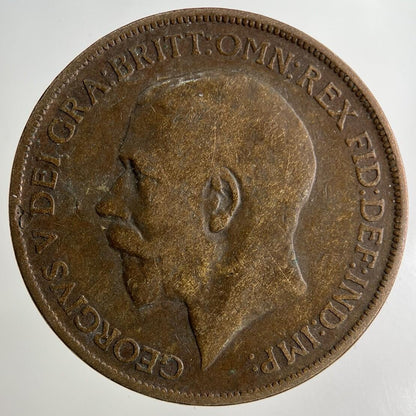 GEORGIVS V DEI GRA:BRITT:OMN:REX FID:DEF:IND:IMP: